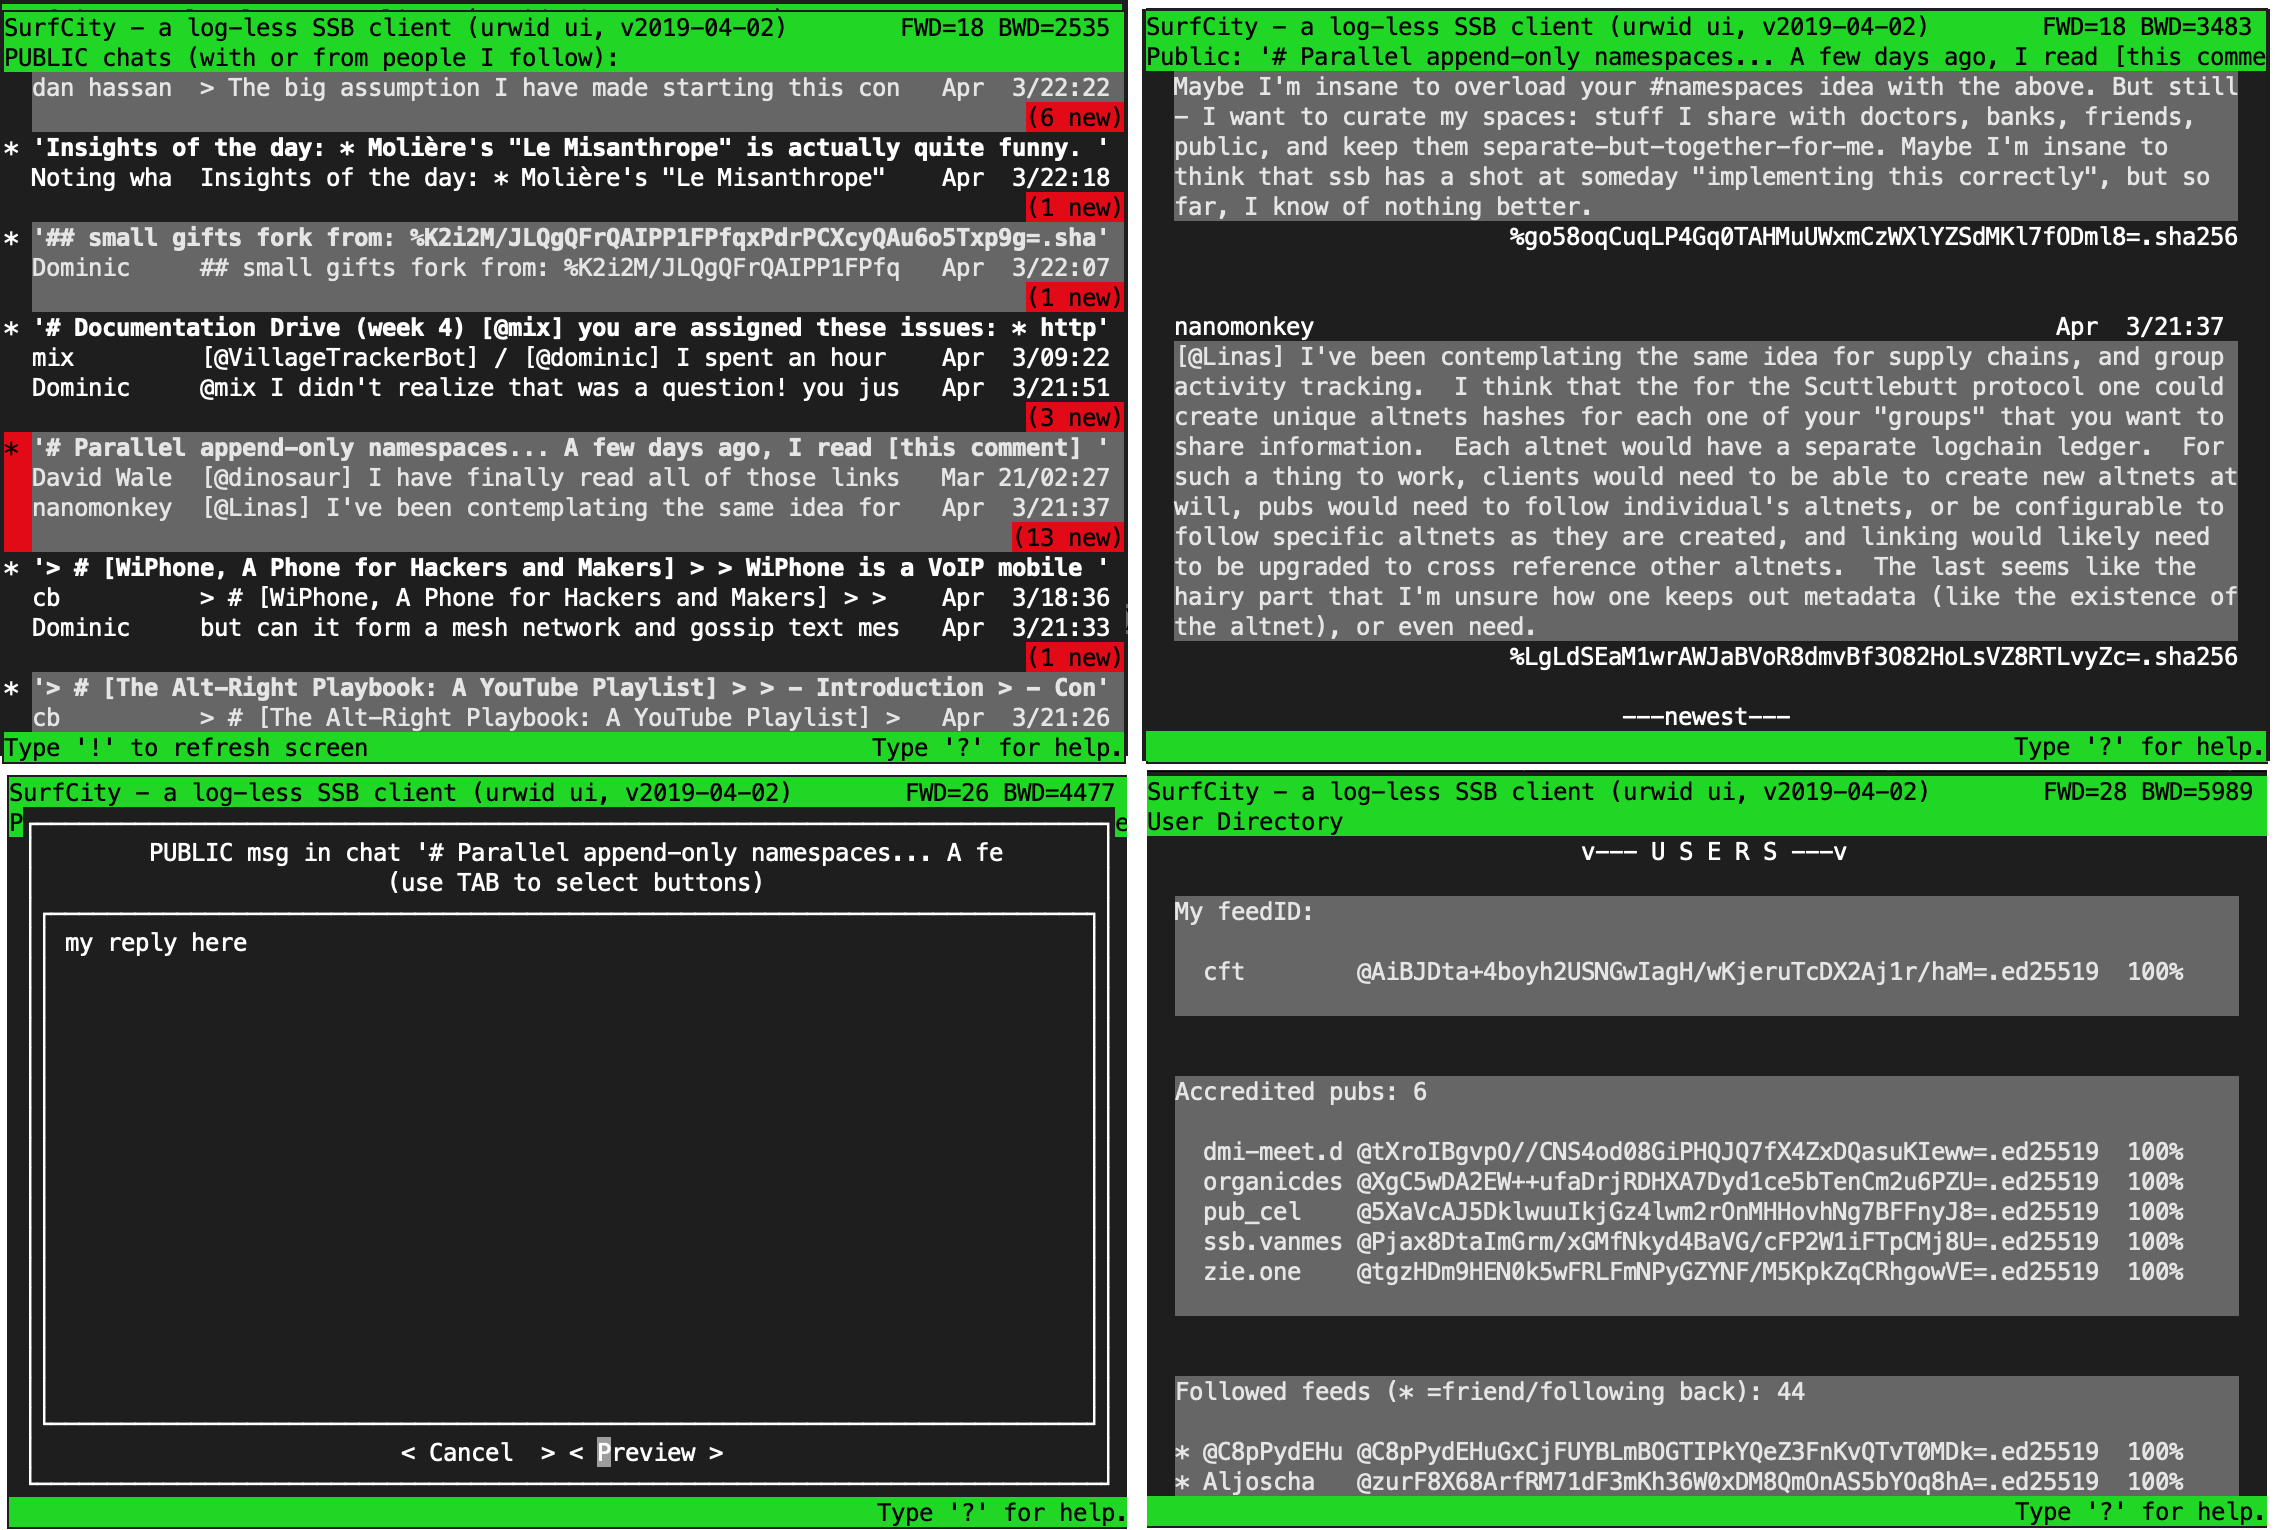 SurfCity - a log-less SSB client (urwid ui, v2019-04-02) FWD=18 BWD=2535
PUBLIC chats (with or from people I follow):
dan hassan > The big assumption I have made starting this con Apr 3/22:22
(6 new)
* 'Insights of the day: * Molière's "Le Misanthrope" is actually quite funny. '
Noting wha Insights of the day: * Molière's "Le Misanthrope" Apr 3/22:18
(1 new)
* '## small gifts fork from: %K2i2M/JLQgQFrQAIPP1FPfqxPdrPCXcyQAu6o5Txp9g=.sha'
Dominic ## small gifts fork from: %K2i2M/JLQgQFrQAIPP1FPfq Apr 3/22:07
(1 new)
* '# Documentation Drive (week 4) [@mix] you are assigned these issues: * http'
mix [@VillageTrackerBot] / [@dominic] I spent an hour Apr 3/09:22
Dominic @mix I didn't realize that was a question! you jus Apr 3/21:51
(3 new)
* '# Parallel append-only namespaces... A few days ago, I read [this comment] '
David Wale [@dinosaur] I have finally read all of those links Mar 21/02:27
nanomonkey [@Linas] I've been contemplating the same idea for Apr 3/21:37
(13 new)
* '> # [WiPhone, A Phone for Hackers and Makers] > > WiPhone is a VoIP mobile '
cb > # [WiPhone, A Phone for Hackers and Makers] > > Apr 3/18:36
Dominic but can it form a mesh network and gossip text mes Apr 3/21:33
(1 new)
* '> # [The Alt-Right Playbook: A YouTube Playlist] > > - Introduction > - Con'
cb > # [The Alt-Right Playbook: A YouTube Playlist] > Apr 3/21:26
Type '!' to refresh screen Type '?' for help.
SurfCity - a log-less SSB client (urwid ui, v2019-04-02) FWD=18 BWD=3483
Public: '# Parallel append-only namespaces... A few days ago, I read [this comme
Maybe I'm insane to overload your #namespaces idea with the above. But still
- I want to curate my spaces: stuff I share with doctors, banks, friends,
public, and keep them separate-but-together-for-me. Maybe I'm insane to
think that ssb has a shot at someday "implementing this correctly", but so
far, I know of nothing better.
%go58oqCuqLP4Gq0TAHMuUWxmCzWXlYZSdMKl7fODml8=.sha256
nanomonkey Apr 3/21:37
[@Linas] I've been contemplating the same idea for supply chains, and group
activity tracking. I think that the for the Scuttlebutt protocol one could
create unique altnets hashes for each one of your "groups" that you want to
share information. Each altnet would have a separate logchain ledger. For
such a thing to work, clients would need to be able to create new altnets at
will, pubs would need to follow individual's altnets, or be configurable to
follow specific altnets as they are created, and linking would likely need
to be upgraded to cross reference other altnets. The last seems like the
hairy part that I'm unsure how one keeps out metadata (like the existence of
the altnet), or even need.
%LgLdSEaM1wrAWJaBVoR8dmvBf3O82HoLsVZ8RTLvyZc=.sha256
---newest---
Type '?' for help.
SurfCity - a log-less SSB client (urwid ui, v2019-04-02) FWD=26 BWD=4477
P e
PUBLIC msg in chat '# Parallel append-only namespaces... A fe
(use TAB to select buttons)
my reply here
< Cancel > < Preview >
Type '?' for help.
SurfCity - a log-less SSB client (urwid ui, v2019-04-02) FWD=28 BWD=5989
User Directory
v--- U S E R S ---v
My feedID:
cft @AiBJDta+4boyh2USNGwIagH/wKjeruTcDX2Aj1r/haM=.ed25519 100%
Accredited pubs: 6
dmi-meet.d @tXroIBgvpO//CNS4od08GiPHQJQ7fX4ZxDQasuKIeww=.ed25519 100%
organicdes @XgC5wDA2EW++ufaDrjRDHXA7Dyd1ce5bTenCm2u6PZU=.ed25519 100%
pub_cel @5XaVcAJ5DklwuuIkjGz4lwm2rOnMHHovhNg7BFFnyJ8=.ed25519 100%
ssb.vanmes @Pjax8DtaImGrm/xGMfNkyd4BaVG/cFP2W1iFTpCMj8U=.ed25519 100%
zie.one @tgzHDm9HEN0k5wFRLFmNPyGZYNF/M5KpkZqCRhgowVE=.ed25519 100%
Followed feeds (* =friend/following back): 44
* @C8pPydEHu @C8pPydEHuGxCjFUYBLmBOGTIPkYQeZ3FnKvQTvT0MDk=.ed25519 100%
* Aljoscha @zurF8X68ArfRM71dF3mKh36W0xDM8QmOnAS5bYOq8hA=.ed25519 100%
Type '?' for help.